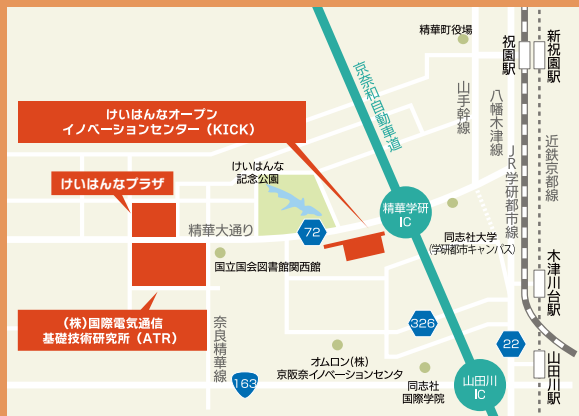 精華町役場
祝園駅
新祝園駅
京奈和自動車道
山手幹線
八幡木津線
JR学研都市線
近鉄京都線
けいはんなオープン
イノベーションセンター（KICK）
けいはんな
記念公園
けいはんなプラザ
精華大通り
72
精華学研
IC
同志社大学
(学研都市キャンパス)
国立国会図書館関西館
木津川台駅
(株)国際電気通信
基礎技術研究所（ATR）
奈良精華線
326
22
オムロン(株)
京阪奈イノベーションセンタ
163
同志社
国際学院
山田川
IC
山田川駅